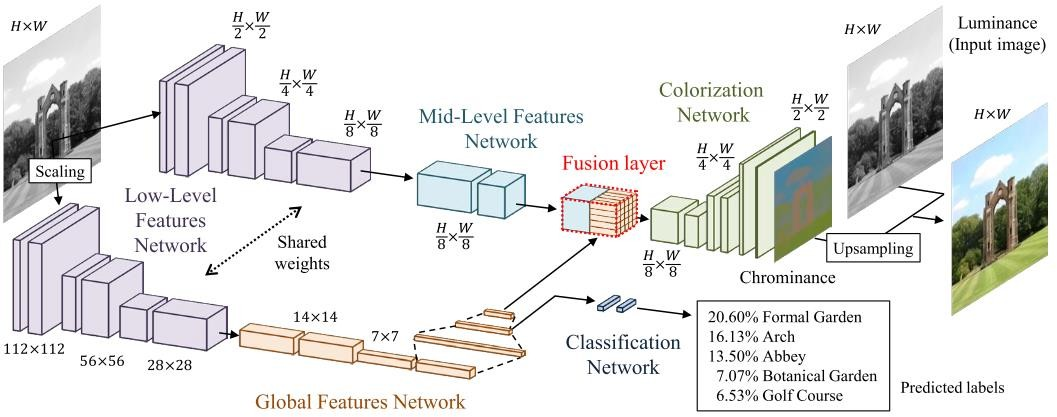 H×W
Scaling
H/2×W/2
H/4×W/4
H/8×W/8
Low-Level
Features
Network
Shared
weights
112×112
56×56
28×28
Mid-Level Features
Network
H/8×W/8
Fusion layer
14×14
7×7
Global Features Network
Colorization
Network
H/8×W/8
H/4×W/4
H/2×W/2
Chrominance
Classification
Network
20.60% Formal Garden
16.13% Arch
13.50% Abbey
7.07% Botanical Garden
6.53% Golf Course
Predicted labels
H×W
Luminance
(Input image)
Upsampling
H×W